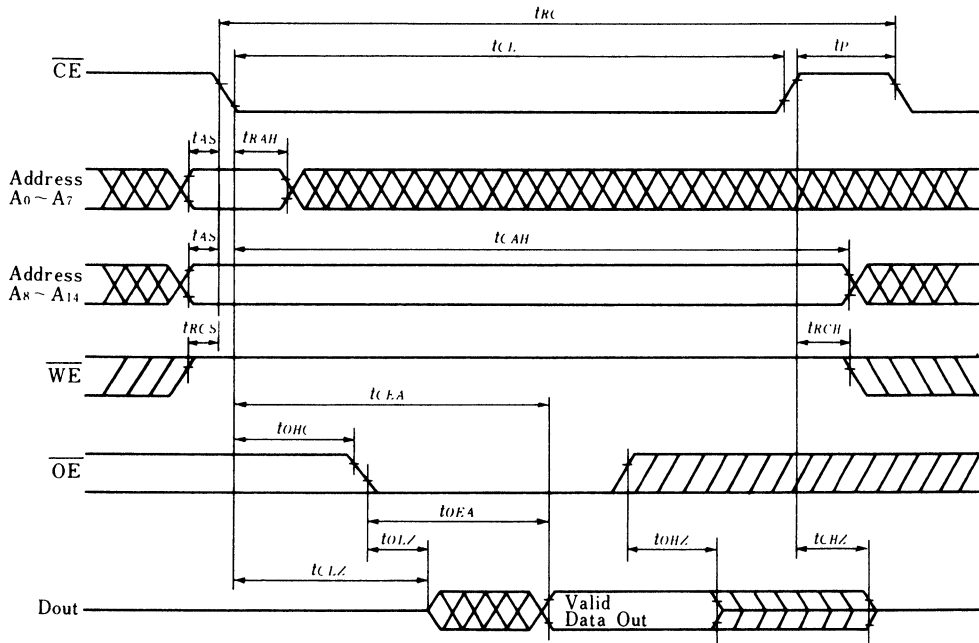 tRC
tCE tP
CE
tAS tRAH
Address
A0 ~ A7
tAS tCAH
Address
A8 ~ A14
tRCS tRCH
WE
tCEA
tOHC
OE
tOEA
tOLZ tOHZ tCHZ
tCLZ
Dout
Valid
Data Out